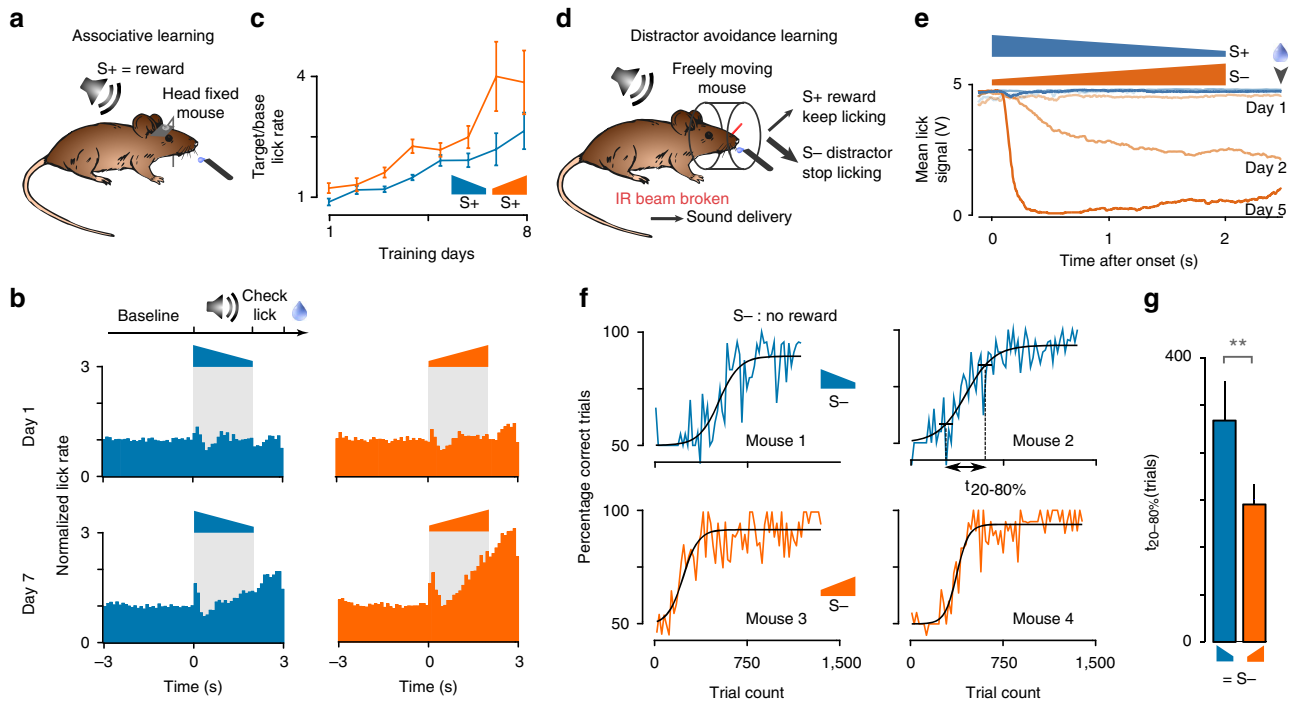 a
Associative learning
S+ = reward
Head fixed
mouse
c
4
1
Target/base
lick rate
S+
S+
1
8
Training days
d
Distractor avoidance learning
Freely moving
mouse
S+ reward
keep licking
S– distractor
stop licking
IR beam broken
Sound delivery
e
S+
S–
5
0
Mean lick
signal (V)
Day 1
Day 2
Day 5
0
1
2
Time after onset (s)
b
Baseline
Check
lick
Day 1
Day 7
Normalized lick rate
3
0
3
0
–3
0
3
–3
0
3
Time (s)
Time (s)
f
S– : no reward
Percentage correct trials
100
50
Mouse 1
S–
Mouse 2
t20-80%
100
50
Mouse 3
S–
Mouse 4
0
750
1,500
0
750
1,500
Trial count
Trial count
g
**
400
0
t20–80%(trials)
= S–